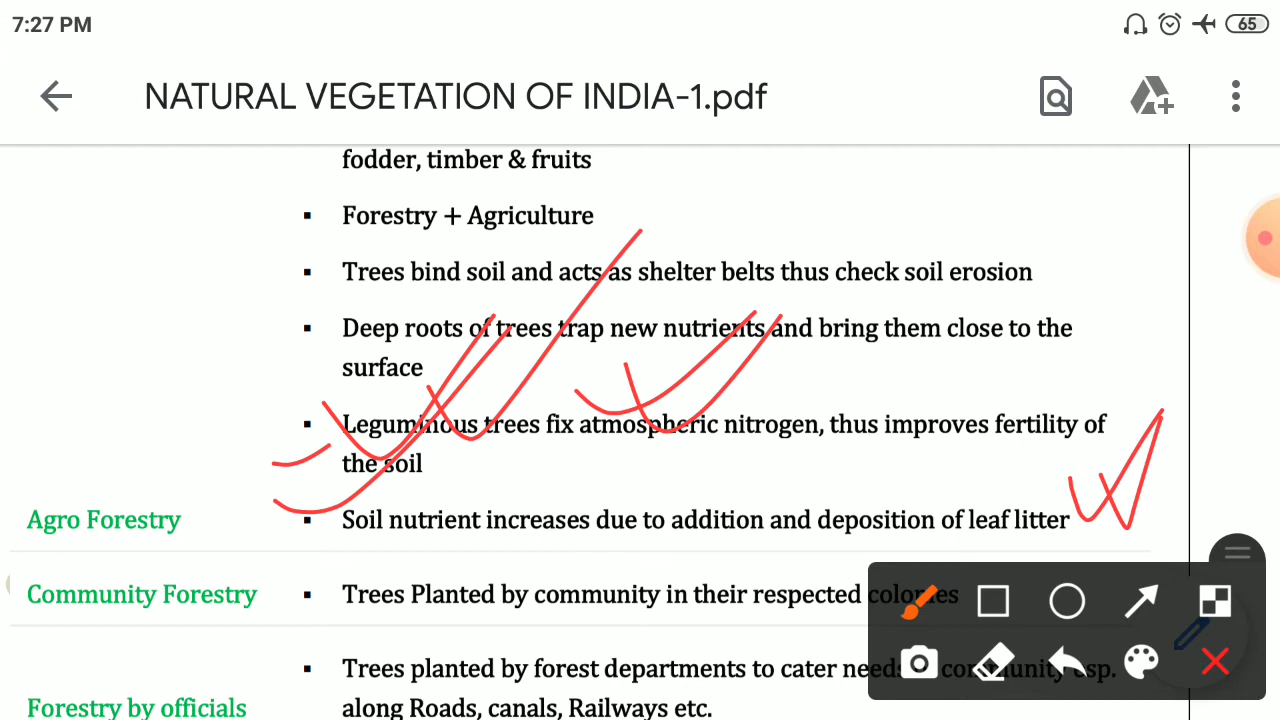 7:27 PM
65
NATURAL VEGETATION OF INDIA-1.pdf
fodder, timber & fruits
▪ Forestry + Agriculture
▪ Trees bind soil and acts as shelter belts thus check soil erosion
▪ Deep roots of trees trap new nutrients and bring them close to the
surface
▪ Leguminous trees fix atmospheric nitrogen, thus improves fertility of
the soil
Agro Forestry ▪ Soil nutrient increases due to addition and deposition of leaf litter
Community Forestry ▪ Trees Planted by community in their respected colonies
▪ Trees planted by forest departments to cater needs community esp.
Forestry by officials along Roads, canals, Railways etc.